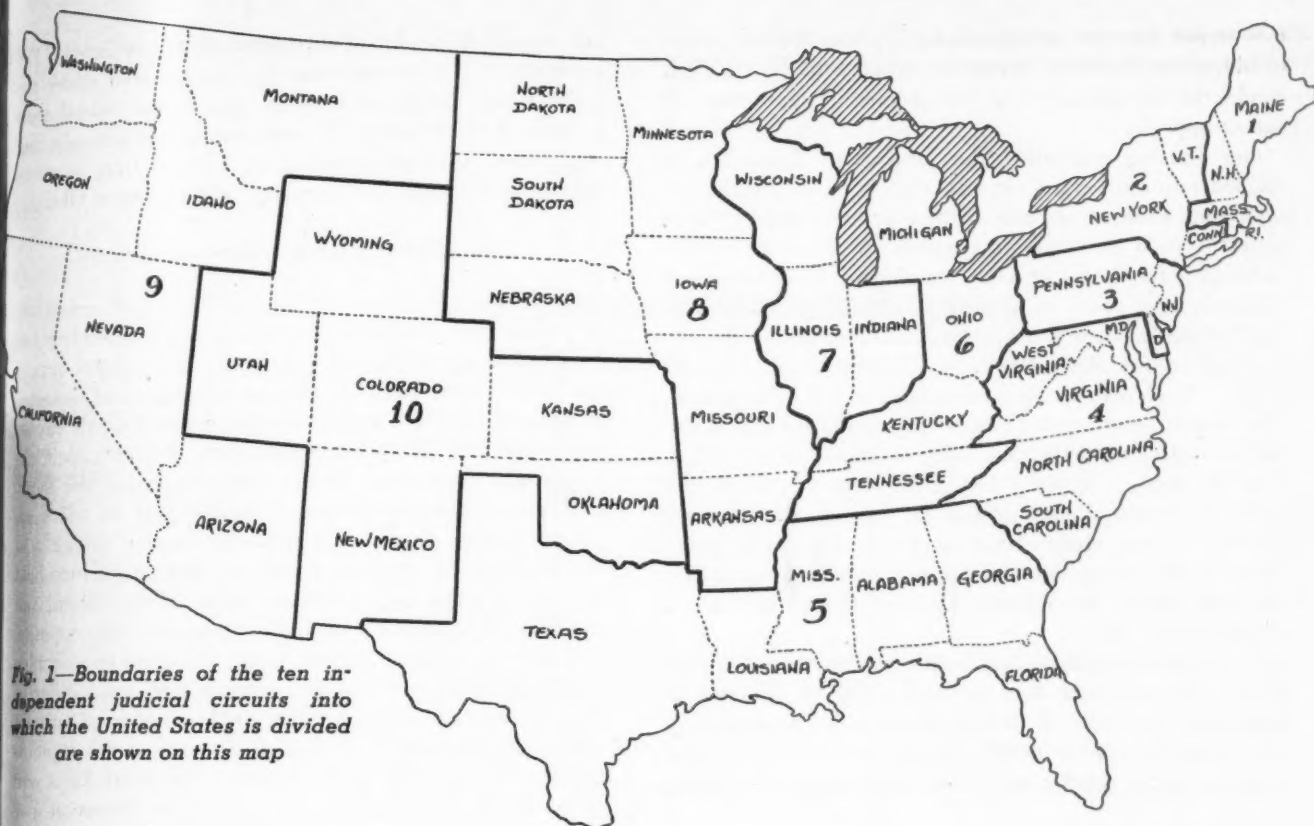 WASHINGTON
MONTANA
NORTH
DAKOTA
MINNESOTA
MAINE
1
V.T.
N.H.
OREGON
IDAHO
SOUTH
DAKOTA
WISCONSIN
MICHIGAN
2
NEW YORK
MASS.
CONN.
R.I.
WYOMING
9
NEVADA
NEBRASKA
IOWA
8
PENNSYLVANIA
3
NJ
ILLINOIS
7
INDIANA
OHIO
6
MD.
D
UTAH
COLORADO
10
KANSAS
MISSOURI
WEST
VIRGINIA
VIRGINIA
4
KENTUCKY
CALIFORNIA
NORTH CAROLINA
TENNESSEE
OKLAHOMA
ARKANSAS
SOUTH
CAROLINA
ARIZONA
NEW MEXICO
MISS.
5
ALABAMA
GEORGIA
TEXAS
LOUISIANA
FLORIDA
Fig. 1—Boundaries of the ten in-
dependent judicial circuits into
which the United States is divided
are shown on this map